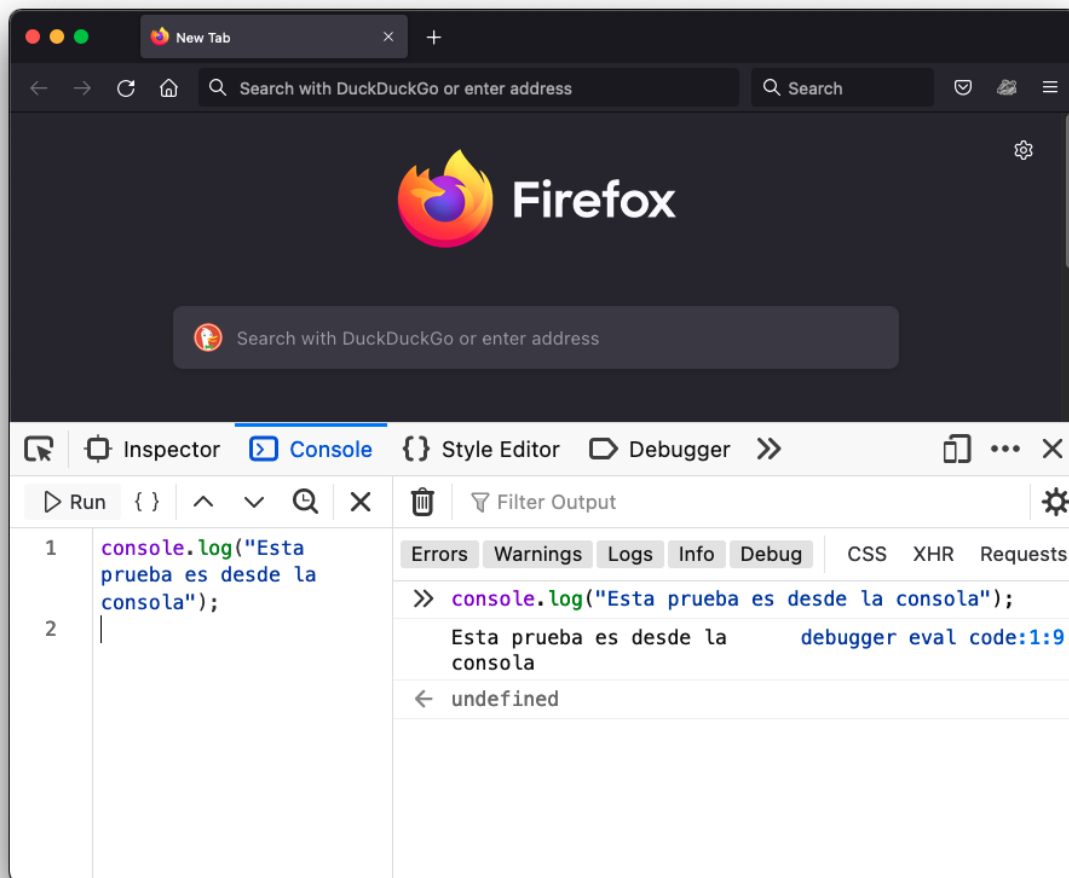 New Tab
Search with DuckDuckGo or enter address
Search
Firefox
Search with DuckDuckGo or enter address
Inspector
Console
{} Style Editor
Debugger
Run { }
Filter Output
1 console.log("Esta
prueba es desde la
consola");
2
Errors Warnings Logs Info Debug CSS XHR Requests
>> console.log("Esta prueba es desde la consola");
Esta prueba es desde la debugger eval code:1:9
consola
← undefined